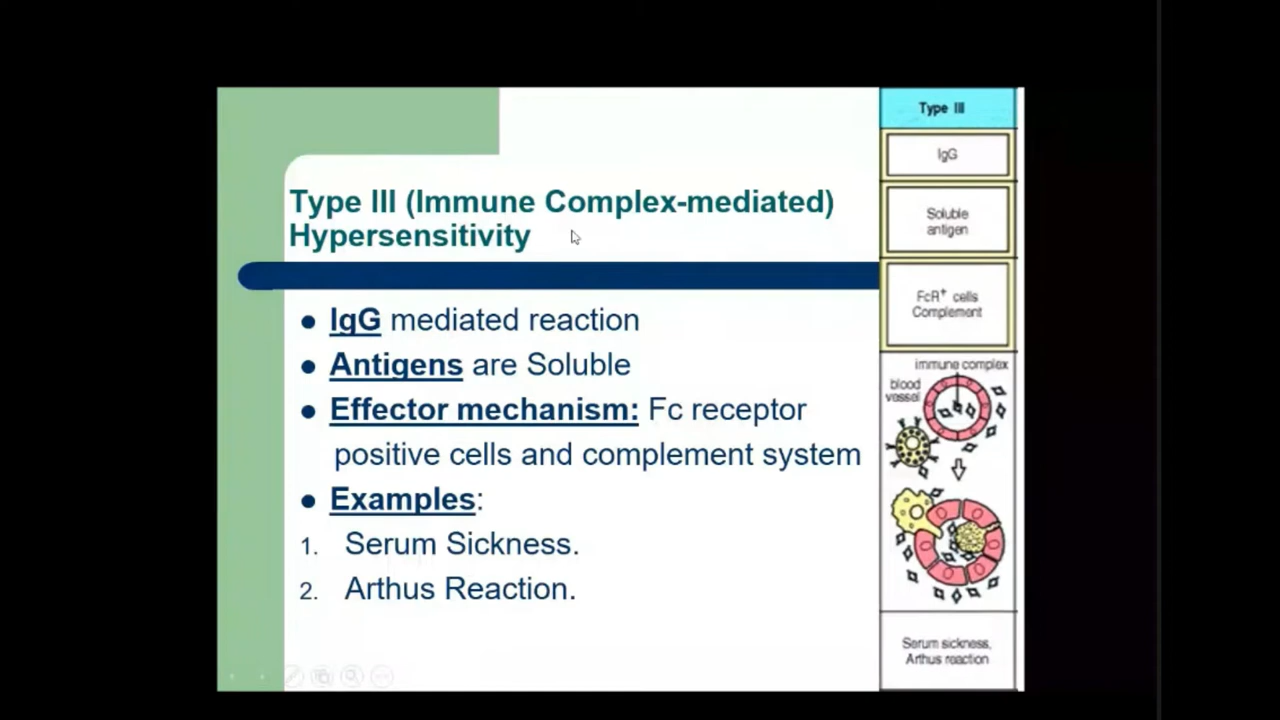 Type III (Immune Complex-mediated)
Hypersensitivity
● IgG mediated reaction
● Antigens are Soluble
● Effector mechanism: Fc receptor
positive cells and complement system
● Examples:
1. Serum Sickness.
2. Arthus Reaction.
Type III
IgG
Soluble
antigen
FcR+ cells
Complement
immune complex
blood
vessel
Serum sickness,
Arthus reaction